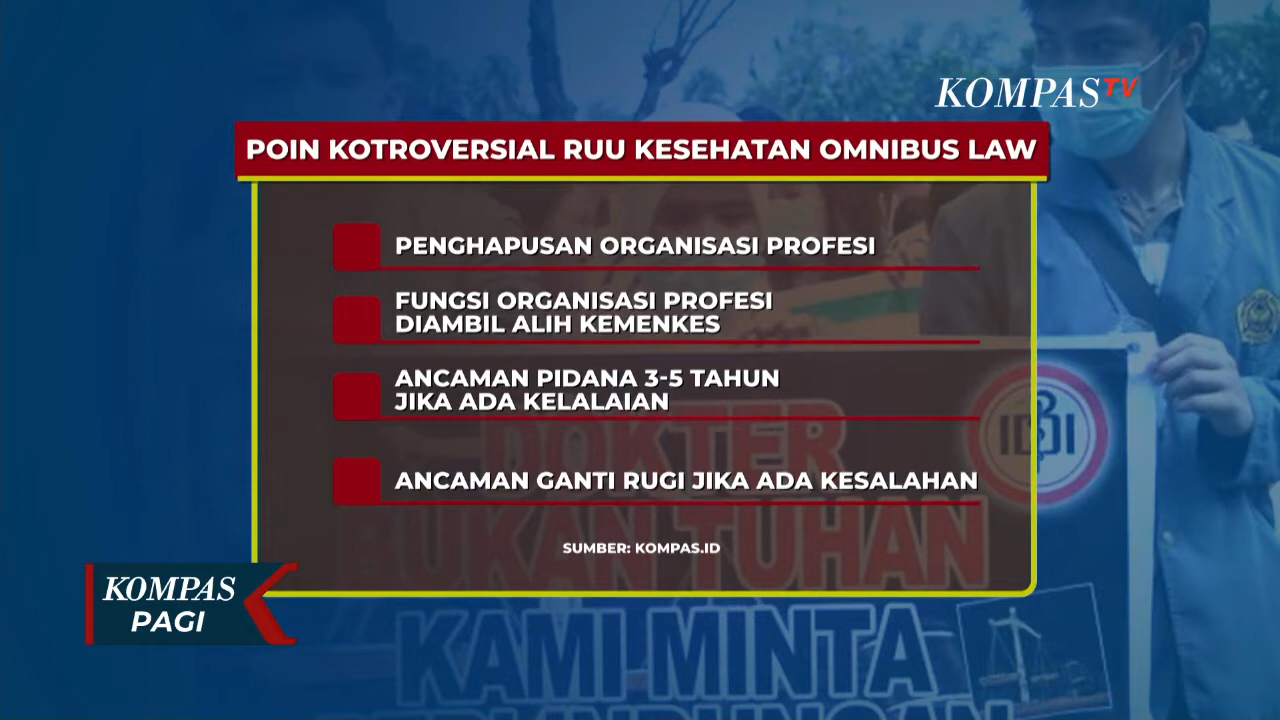 KOMPASTV
POIN KOTROVERSIAL RUU KESEHATAN OMNIBUS LAW
PENGHAPUSAN ORGANISASI PROFESI
FUNGSI ORGANISASI PROFESI
DIAMBIL ALIH KEMENKES
ANCAMAN PIDANA 3-5 TAHUN
JIKA ADA KELALAIAN
ANCAMAN GANTI RUGI JIKA ADA KESALAHAN
SUMBER: KOMPAS.ID
KOMPAS
PAGI
IDI
DOKTER
BUKAN TUHAN
KAMI MINTA